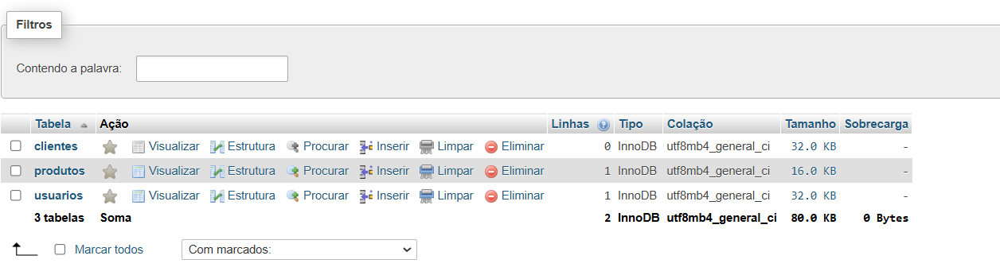 Filtros
Contendo a palavra:
Tabela Ação Linhas Tipo Colação Tamanho Sobrecarga
clientes Visualizar Estrutura Procurar Inserir Limpar Eliminar 0 InnoDB utf8mb4_general_ci 32.0 KB -
produtos Visualizar Estrutura Procurar Inserir Limpar Eliminar 1 InnoDB utf8mb4_general_ci 16.0 KB -
usuarios Visualizar Estrutura Procurar Inserir Limpar Eliminar 1 InnoDB utf8mb4_general_ci 32.0 KB -
3 tabelas Soma 2 InnoDB utf8mb4_general_ci 80.0 KB 0 Bytes
Marcar todos Com marcados: